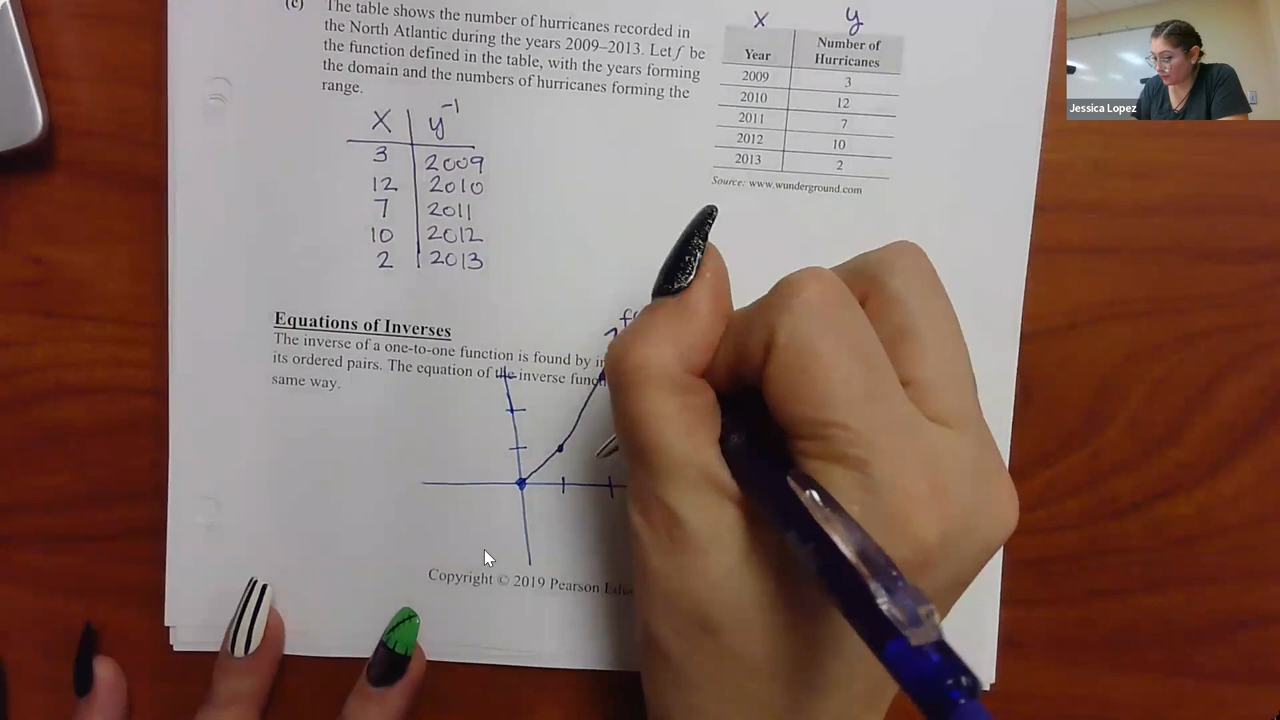 (c) The table shows the number of hurricanes recorded in
the North Atlantic during the years 2009–2013. Let f be
the function defined in the table, with the years forming
the domain and the numbers of hurricanes forming the
range.
x y
Year Number of Hurricanes
2009 3
2010 12
2011 7
2012 10
2013 2
Source: www.wunderground.com
Jessica Lopez
x y⁻¹
3 2009
12 2010
7 2011
10 2012
2 2013
Equations of Inverses
The inverse of a one-to-one function is found by
its ordered pairs. The equation of the inverse
same way.
Copyright © 2019 Pearson